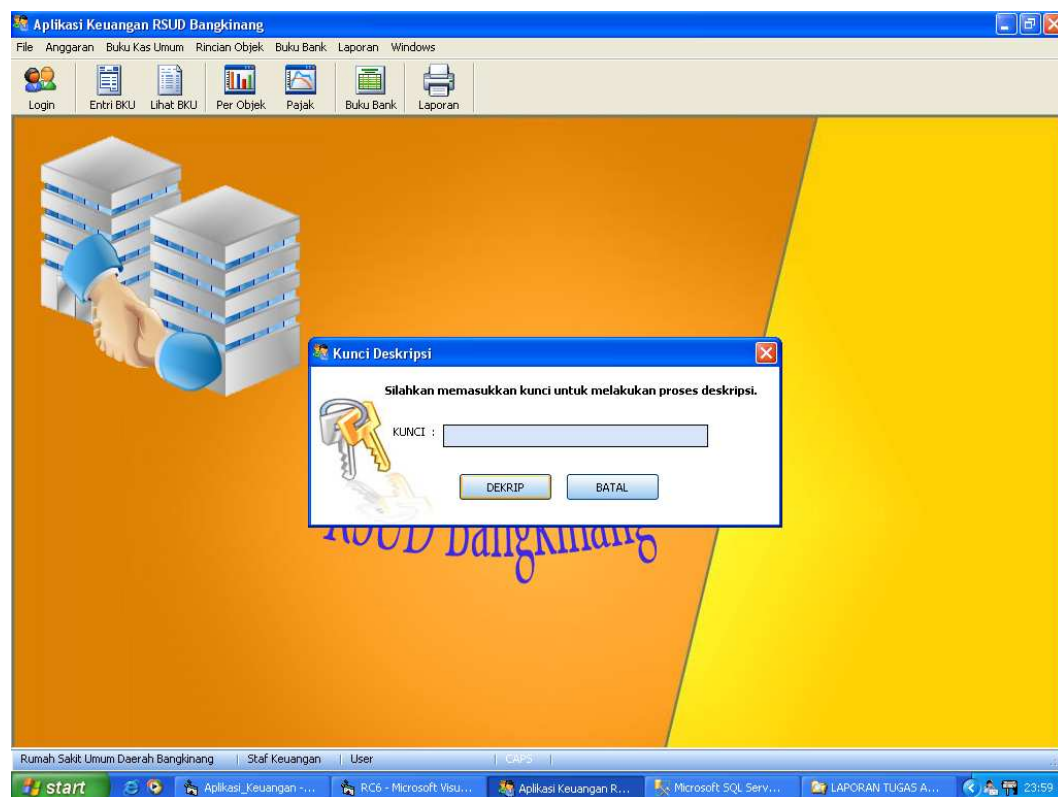 Aplikasi Keuangan RSUD Bangkinang
File Anggaran Buku Kas Umum Rincian Objek Buku Bank Laporan Windows
Login Entri BKU Lihat BKU Per Objek Pajak Buku Bank Laporan
Kunci Deskripsi
Silahkan memasukkan kunci untuk melakukan proses deskripsi.
KUNCI :
DEKRIP BATAL
RSUD Bangkinang
Rumah Sakit Umum Daerah Bangkinang Staf Keuangan User CAPS
start Aplikasi_Keuangan -... RC6 - Microsoft Visu... Aplikasi Keuangan R... Microsoft SQL Serv... LAPORAN TUGAS A... 23:59